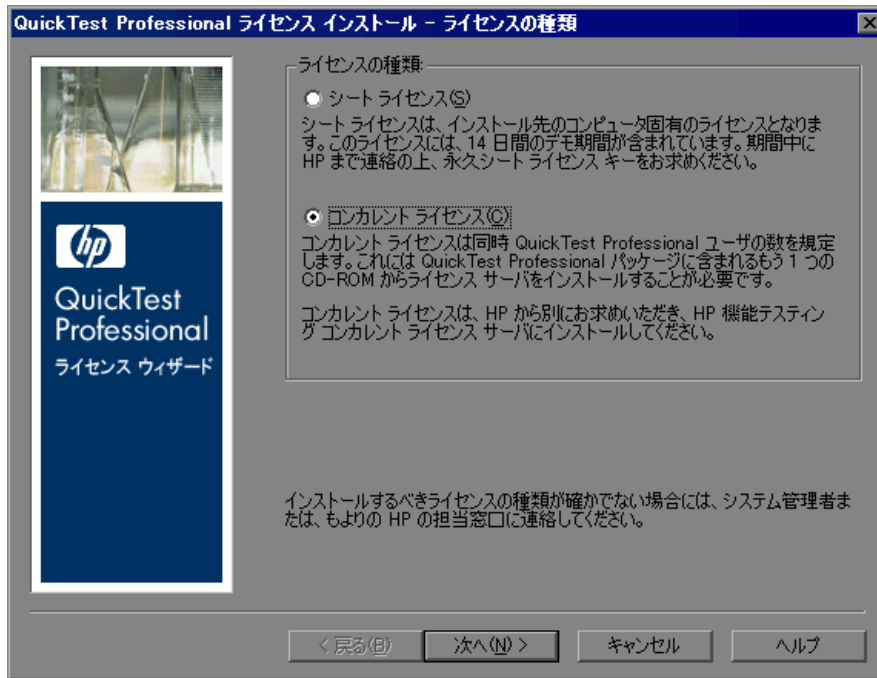 QuickTest Professional ライセンス インストール - ライセンスの種類
ライセンスの種類:
シート ライセンス(S)
シート ライセンスは、インストール先のコンピュータ固有のライセンスとなりま
す。このライセンスには、14 日間のデモ期間が含まれています。期間中に
HP まで連絡の上、永久シート ライセンス キーをお求めください。
コンカレント ライセンス(C)
コンカレント ライセンスは同時 QuickTest Professional ユーザの数を規定
します。これには QuickTest Professional パッケージに含まれるもう 1 つの
CD-ROM からライセンス サーバをインストールすることが必要です。
コンカレント ライセンスは、HP から別にお求めいただき、HP 機能テスティン
グ コンカレント ライセンス サーバにインストールしてください。
hp
QuickTest
Professional
ライセンス ウィザード
インストールするべきライセンスの種類が確かでない場合には、システム管理者ま
たは、もよりの HP の担当窓口に連絡してください。
< 戻る(B)
次へ(N) >
キャンセル
ヘルプ